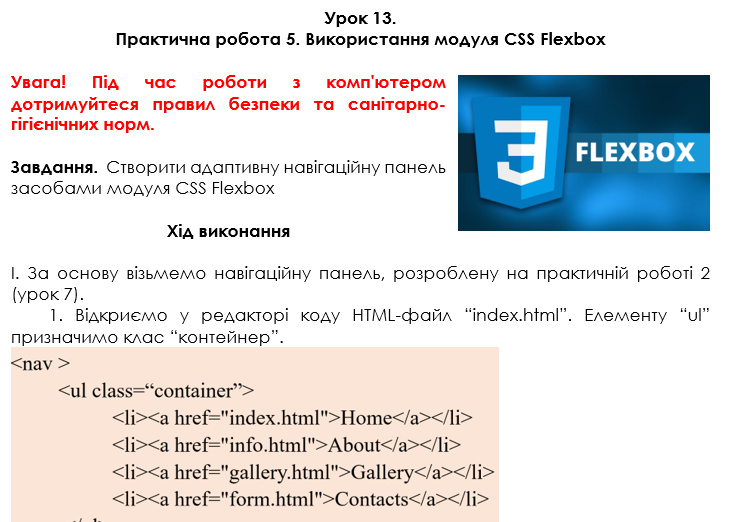 Урок 13.
Практична робота 5. Використання модуля CSS Flexbox
Увага! Під час роботи з комп'ютером
дотримуйтеся правил безпеки та санітарно-
гігієнічних норм.
FLEXBOX
Завдання. Створити адаптивну навігаційну панель
засобами модуля CSS Flexbox
Хід виконання
І. За основу візьмемо навігаційну панель, розроблену на практичній роботі 2
(урок 7).
1. Відкриємо у редакторі коду HTML-файл “index.html”. Елементу “ul”
призначимо клас “контейнер”.
<nav >
<ul class=“container”>
<li><a href="index.html">Home</a></li>
<li><a href="info.html">About</a></li>
<li><a href="gallery.html">Gallery</a></li>
<li><a href="form.html">Contacts</a></li>